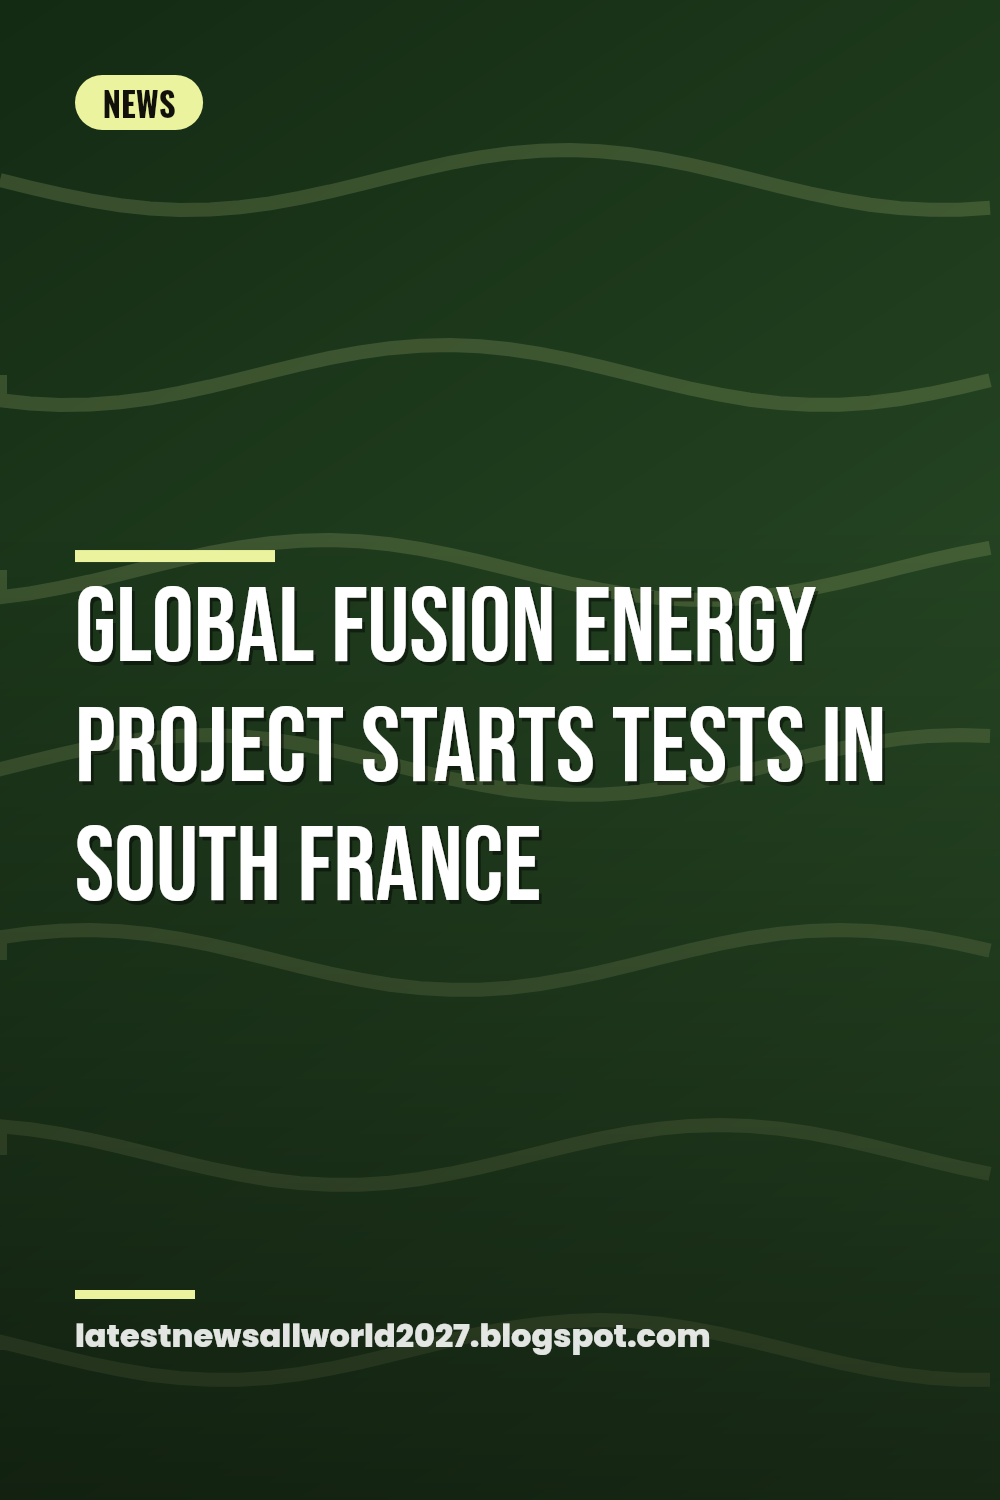 NEWS
GLOBAL FUSION ENERGY
PROJECT STARTS TESTS IN
SOUTH FRANCE
latestnewsallworld2027.blogspot.com